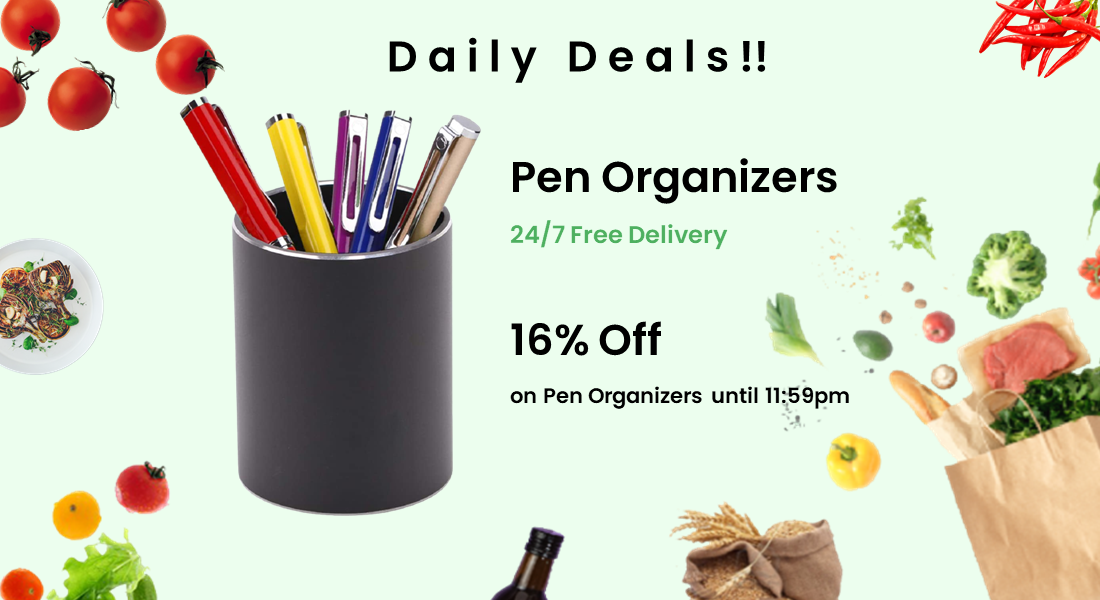 Daily Deals!!
Pen Organizers
24/7 Free Delivery
16% Off
on Pen Organizers until 11:59pm